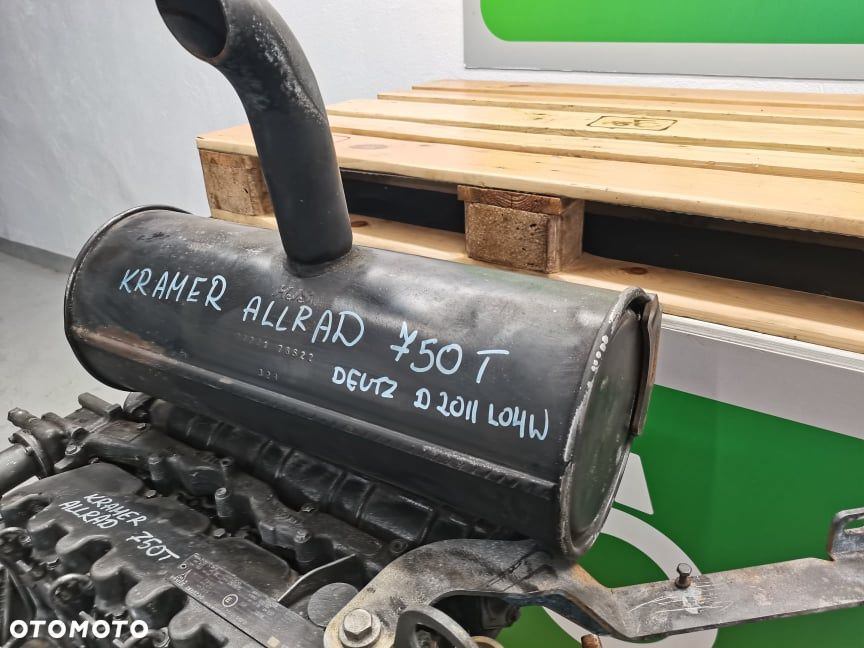 KRAMER ALLRAD 750T
DEUTZ D2011 L04W
KRAMER
ALLRAD 750T
OTOMOTO